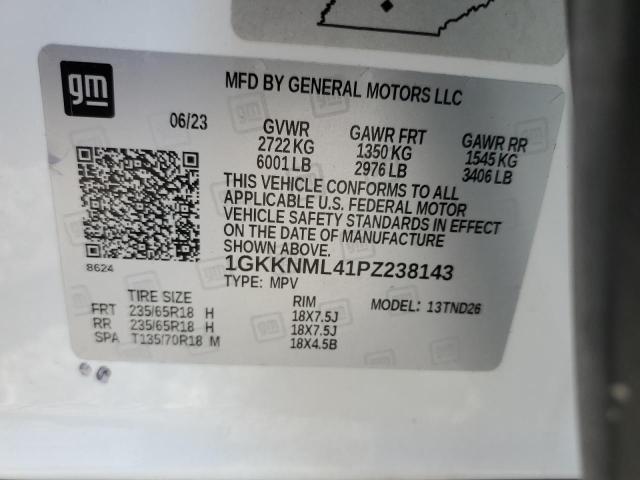 gm
MFD BY GENERAL MOTORS LLC
06/23
GVWR GAWR FRT GAWR RR
2722 KG 1350 KG 1545 KG
6001 LB 2976 LB 3406 LB
THIS VEHICLE CONFORMS TO ALL
APPLICABLE U.S. FEDERAL MOTOR
VEHICLE SAFETY STANDARDS IN EFFECT
ON THE DATE OF MANUFACTURE
SHOWN ABOVE.
8624
1GKKNML41PZ238143
TYPE: MPV
TIRE SIZE RIM MODEL: 13TND26
FRT 235/65R18 H 18X7.5J
RR 235/65R18 H 18X7.5J
SPA T135/70R18 M 18X4.5B